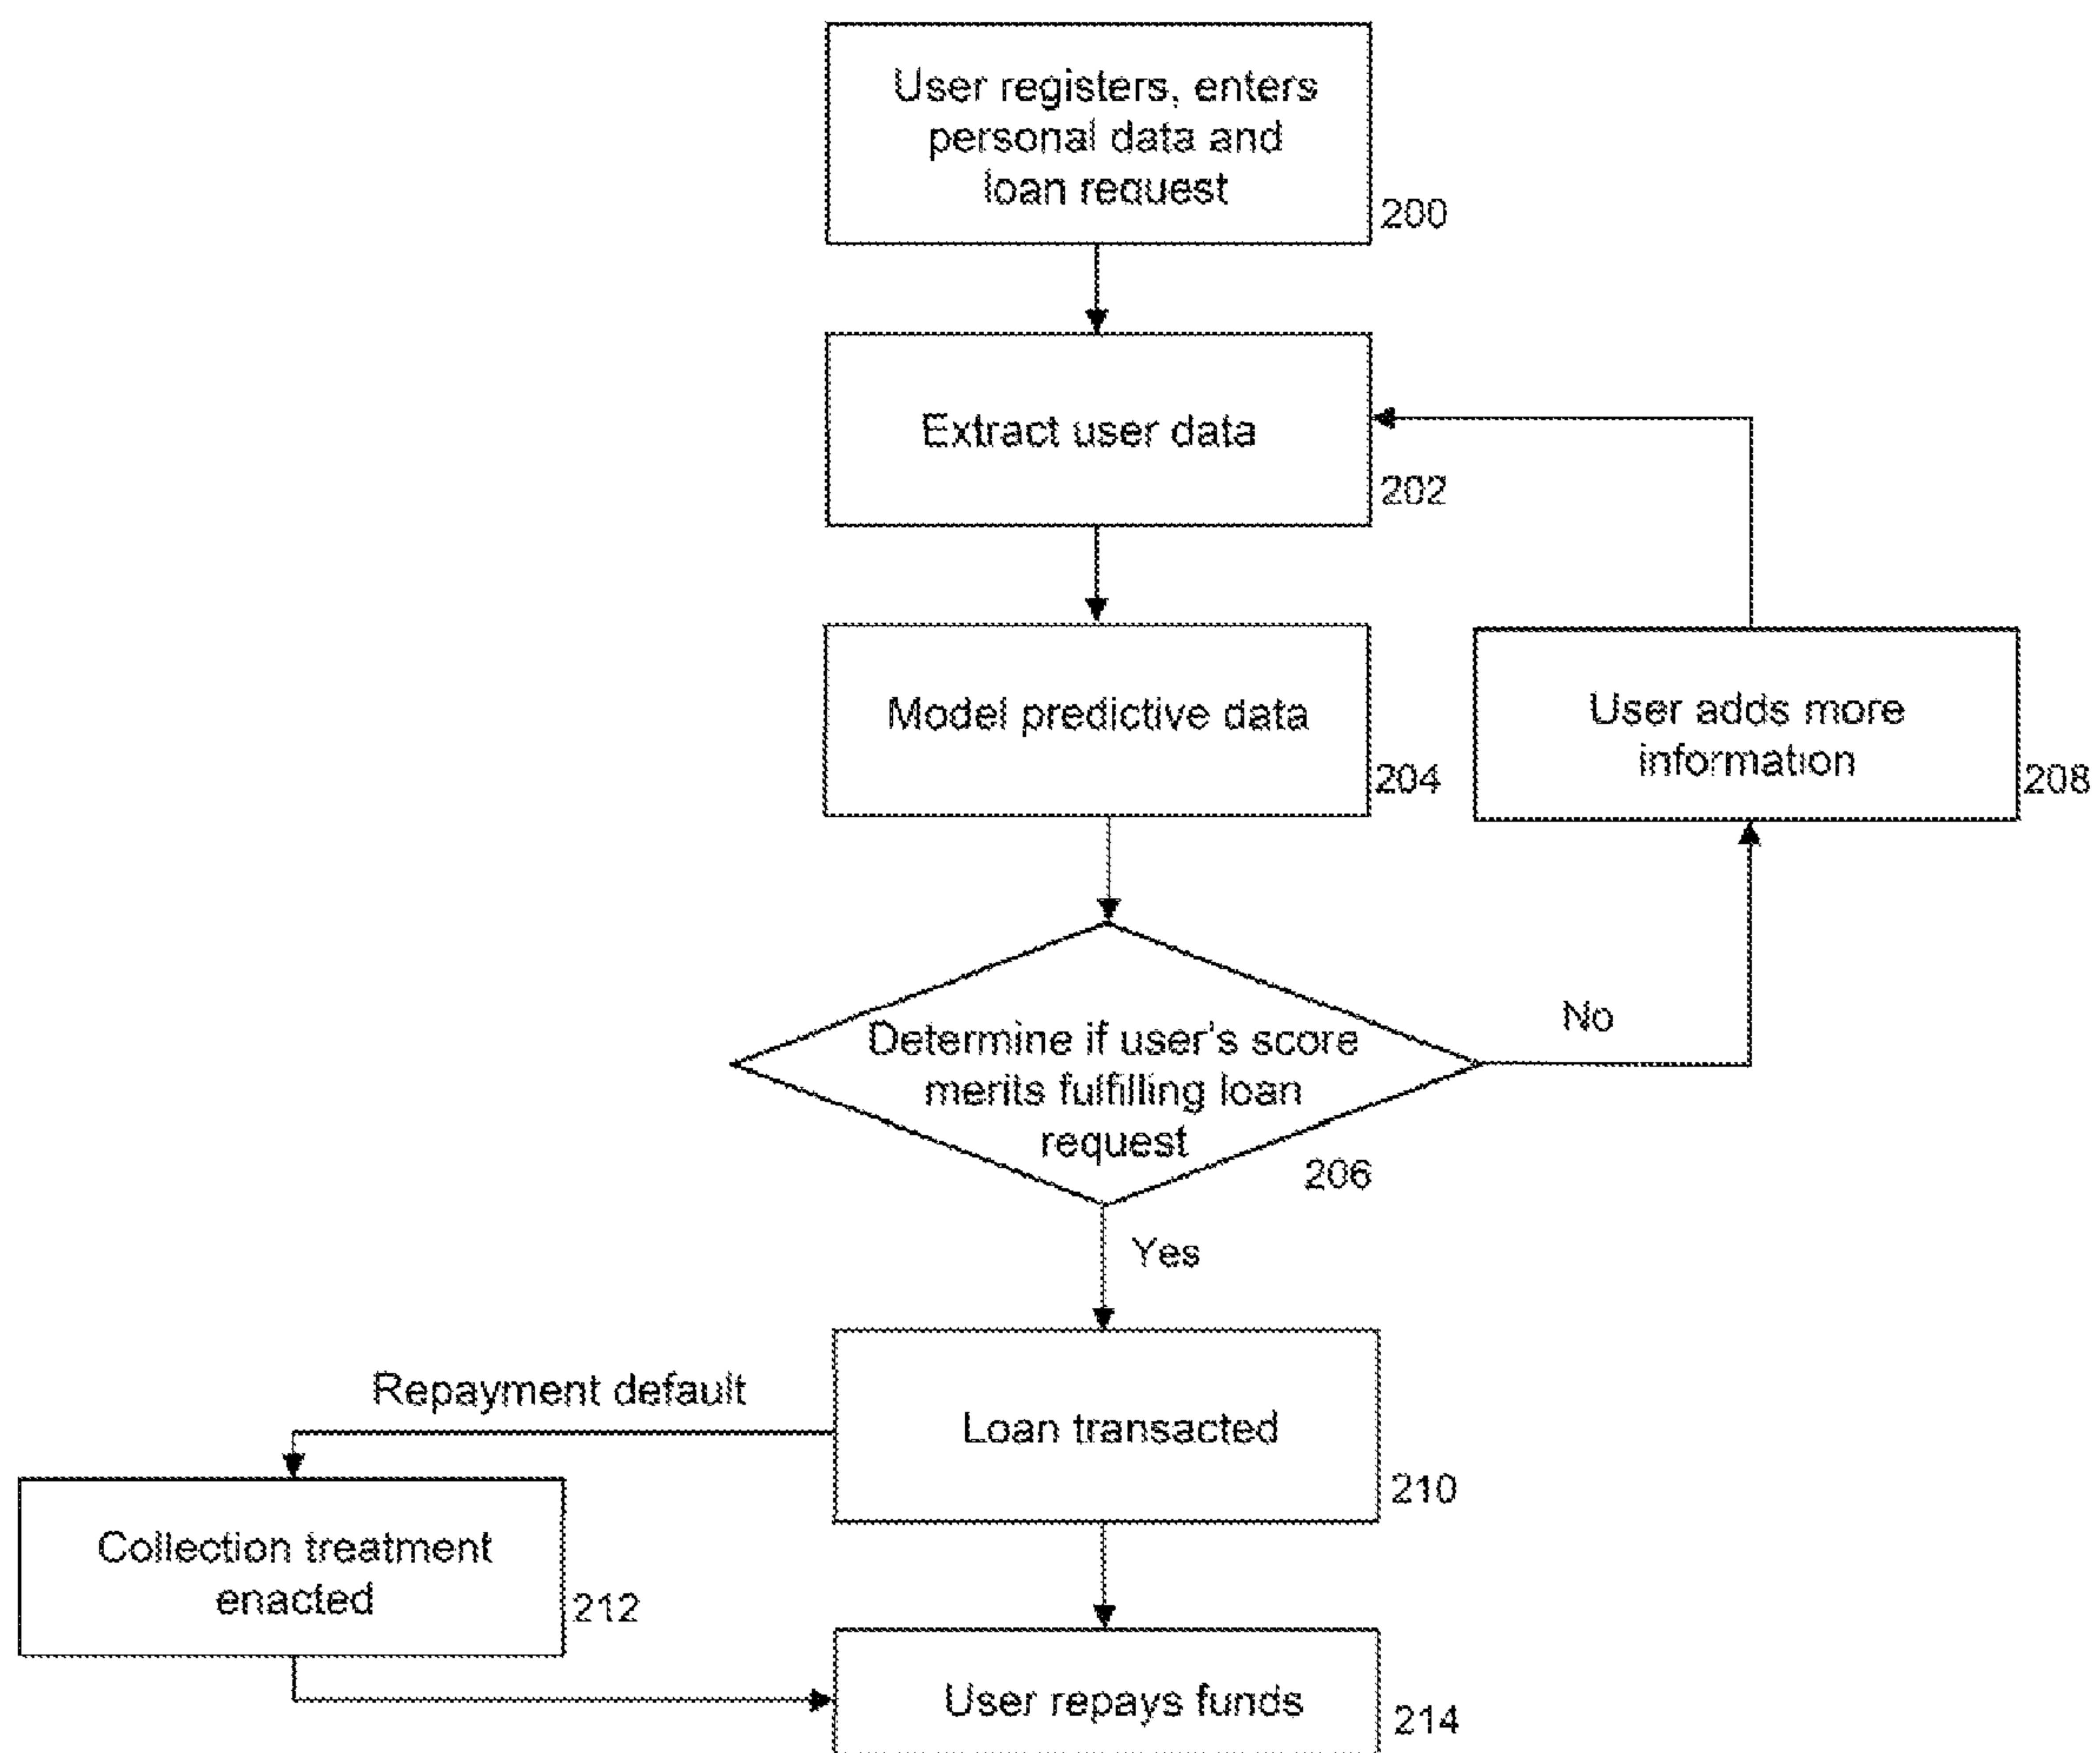 User registers, enters
personal data and
loan request
200
Extract user data
202
Model predictive data
204
User adds more
information
208
Determine if user's score
merits fulfilling loan
request
206
No
Yes
Repayment default
Loan transacted
210
Collection treatment
enacted
212
User repays funds
214